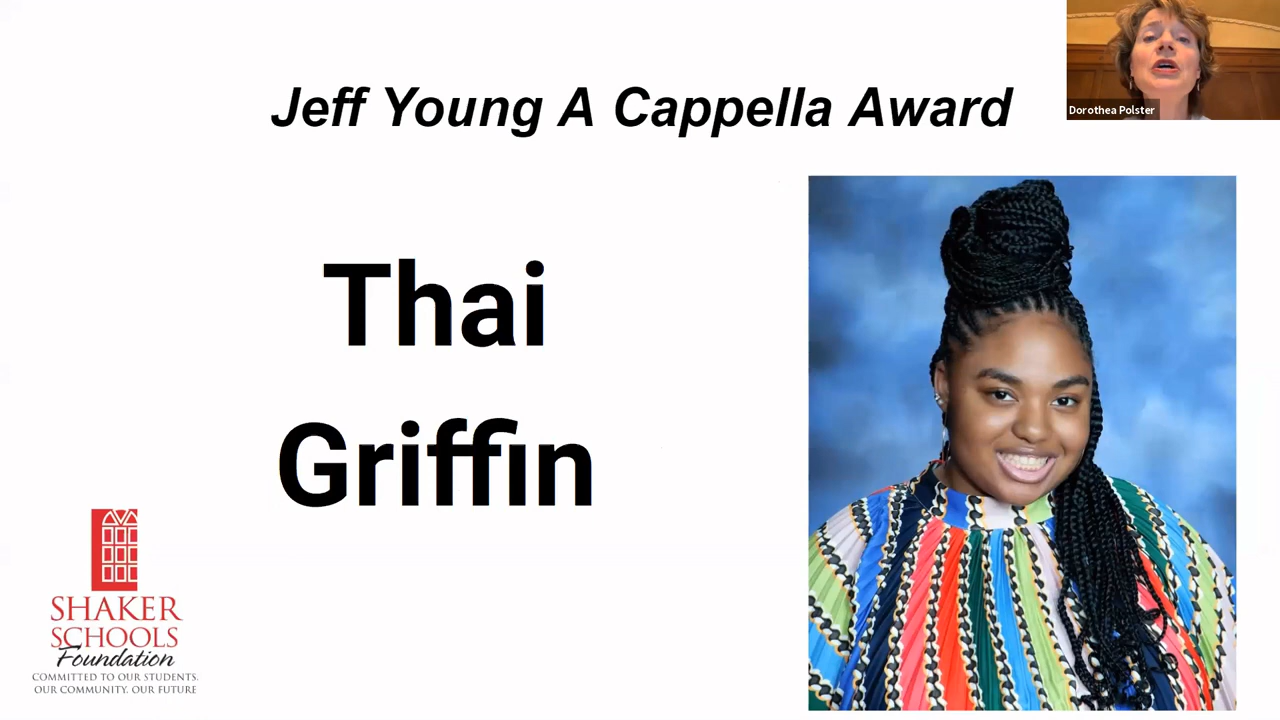 Jeff Young A Cappella Award
Dorothea Polster
Thai
Griffin
SHAKER
SCHOOLS
Foundation
COMMITTED TO OUR STUDENTS,
OUR COMMUNITY, OUR FUTURE